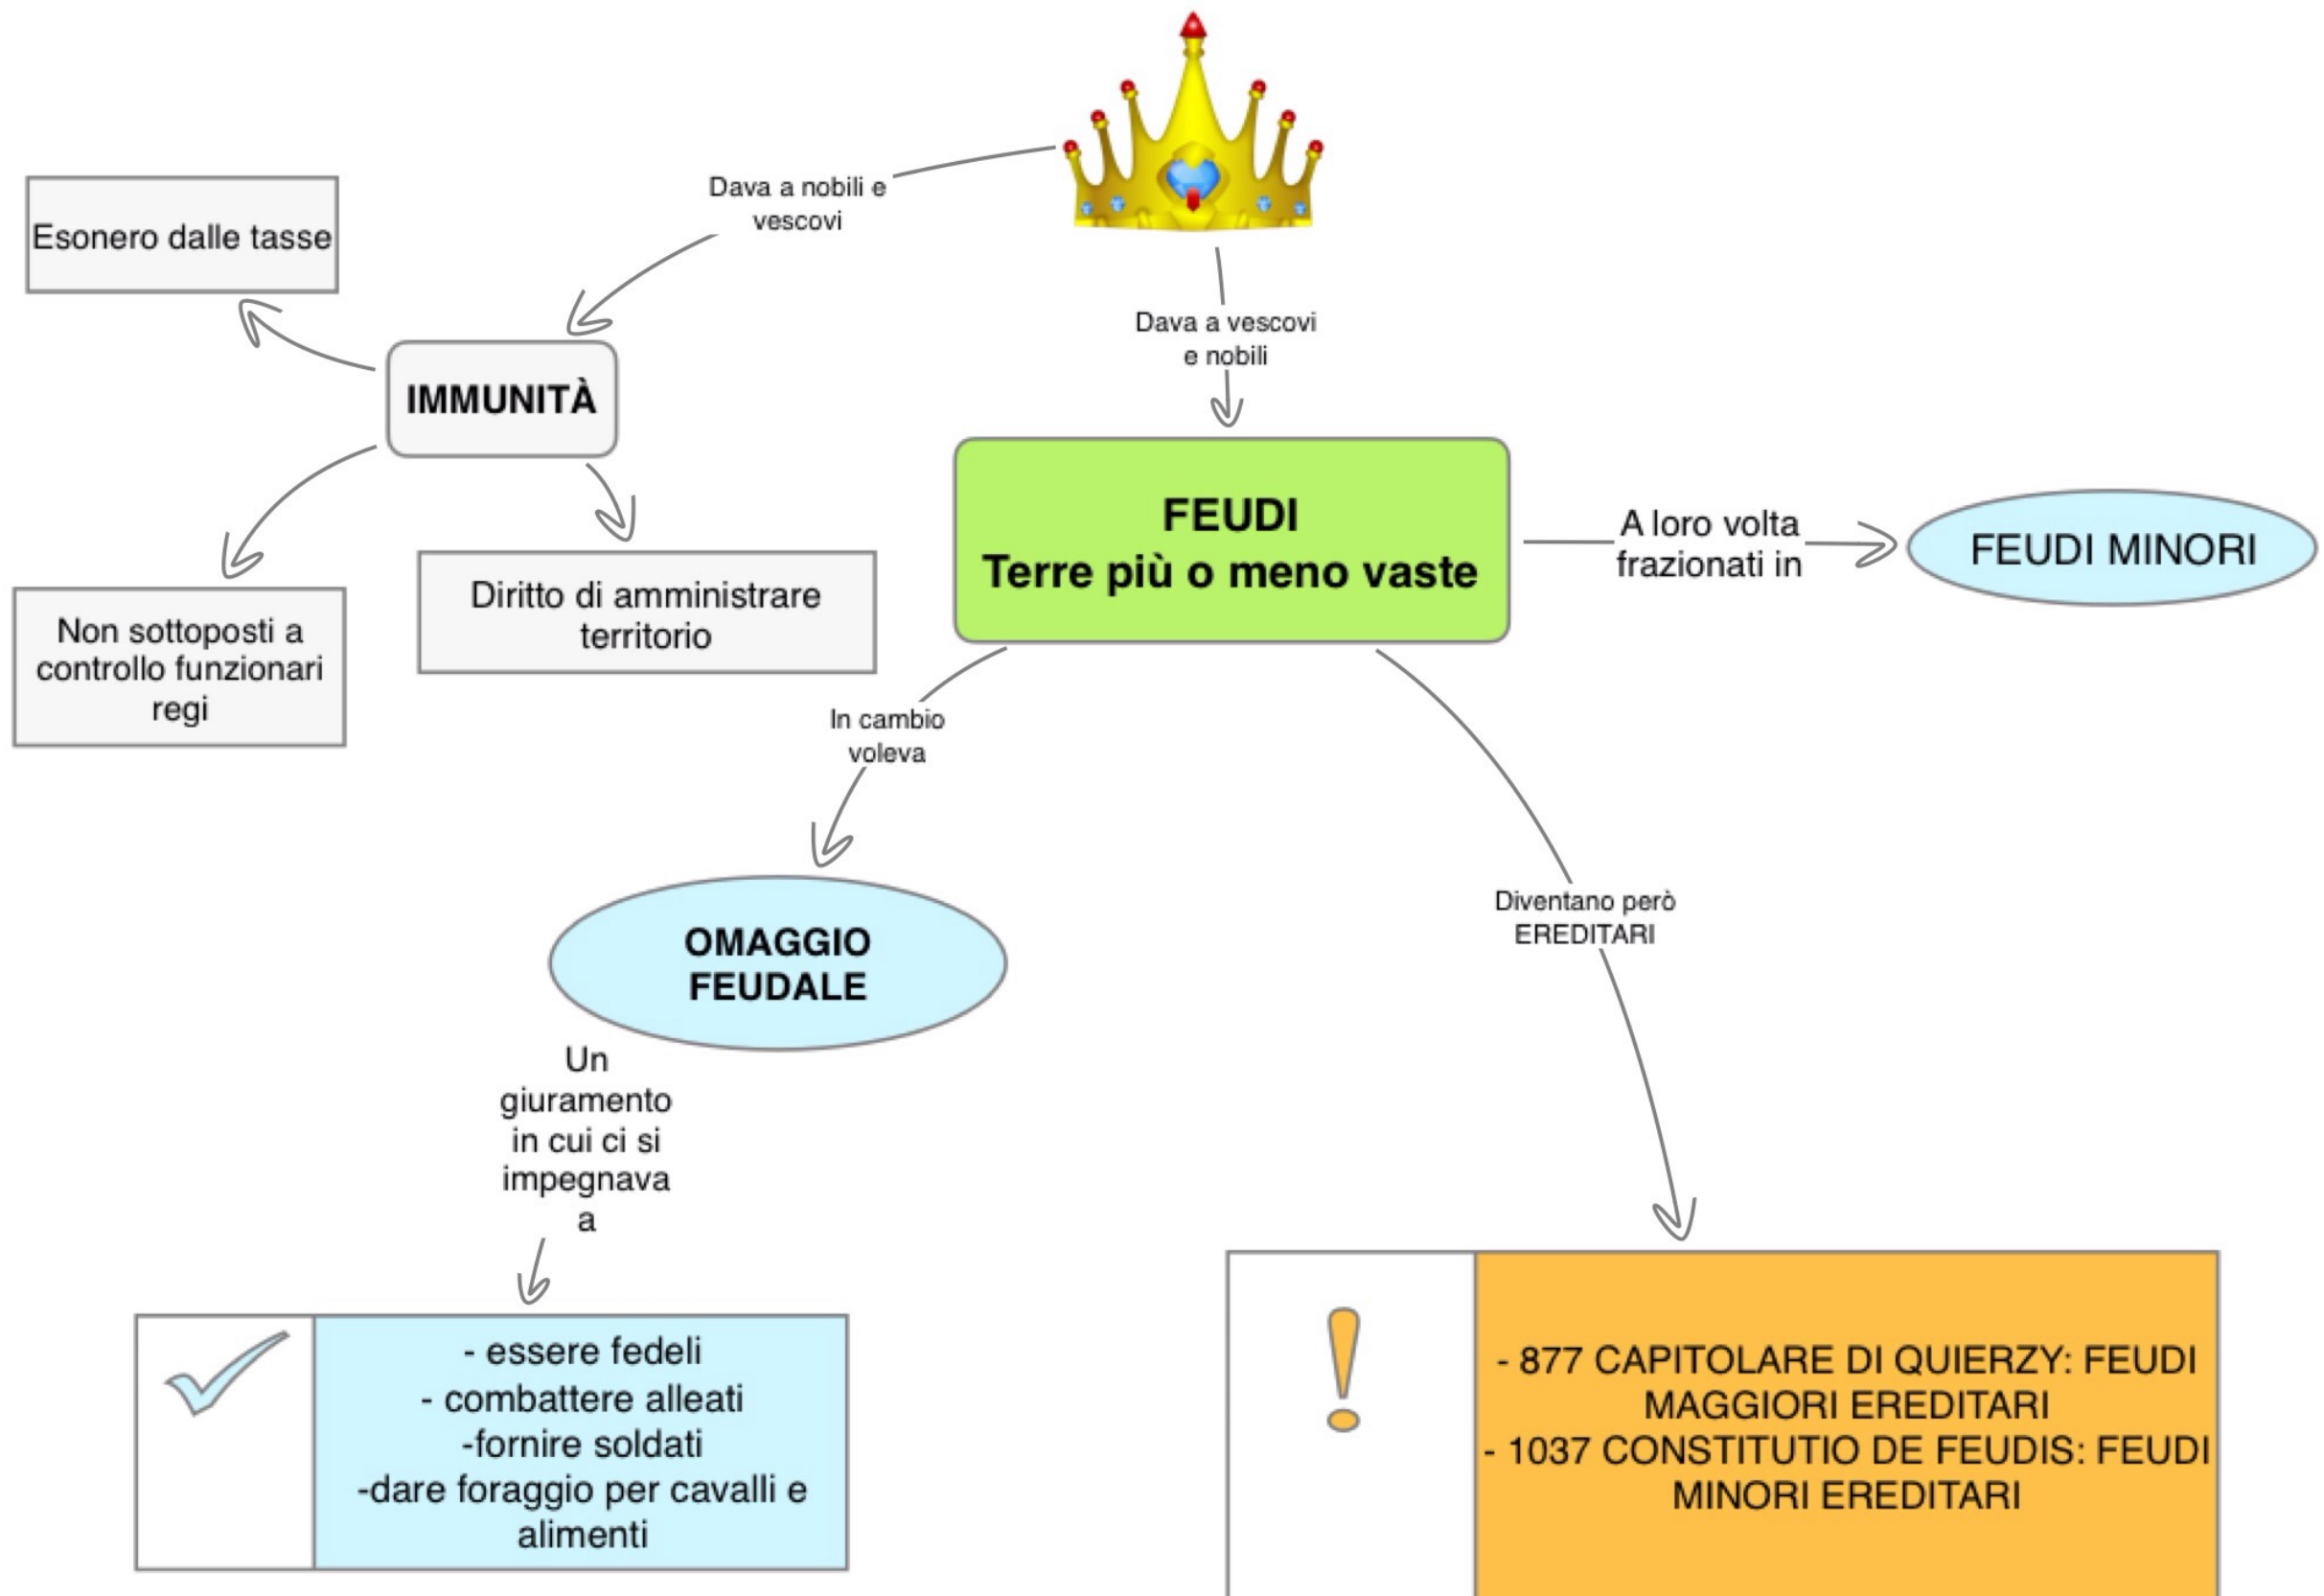 Dava a nobili e
vescovi
Esonero dalle tasse
Dava a vescovi
e nobili
IMMUNITÀ
FEUDI
Terre più o meno vaste
A loro volta
frazionati in
FEUDI MINORI
Non sottoposti a
controllo funzionari
regi
Diritto di amministrare
territorio
In cambio
voleva
OMAGGIO
FEUDALE
Diventano però
EREDITARI
Un
giuramento
in cui ci si
impegnava
a
- essere fedeli
- combattere alleati
-fornire soldati
-dare foraggio per cavalli e
alimenti
- 877 CAPITOLARE DI QUIERZY: FEUDI
MAGGIORI EREDITARI
- 1037 CONSTITUTIO DE FEUDIS: FEUDI
MINORI EREDITARI